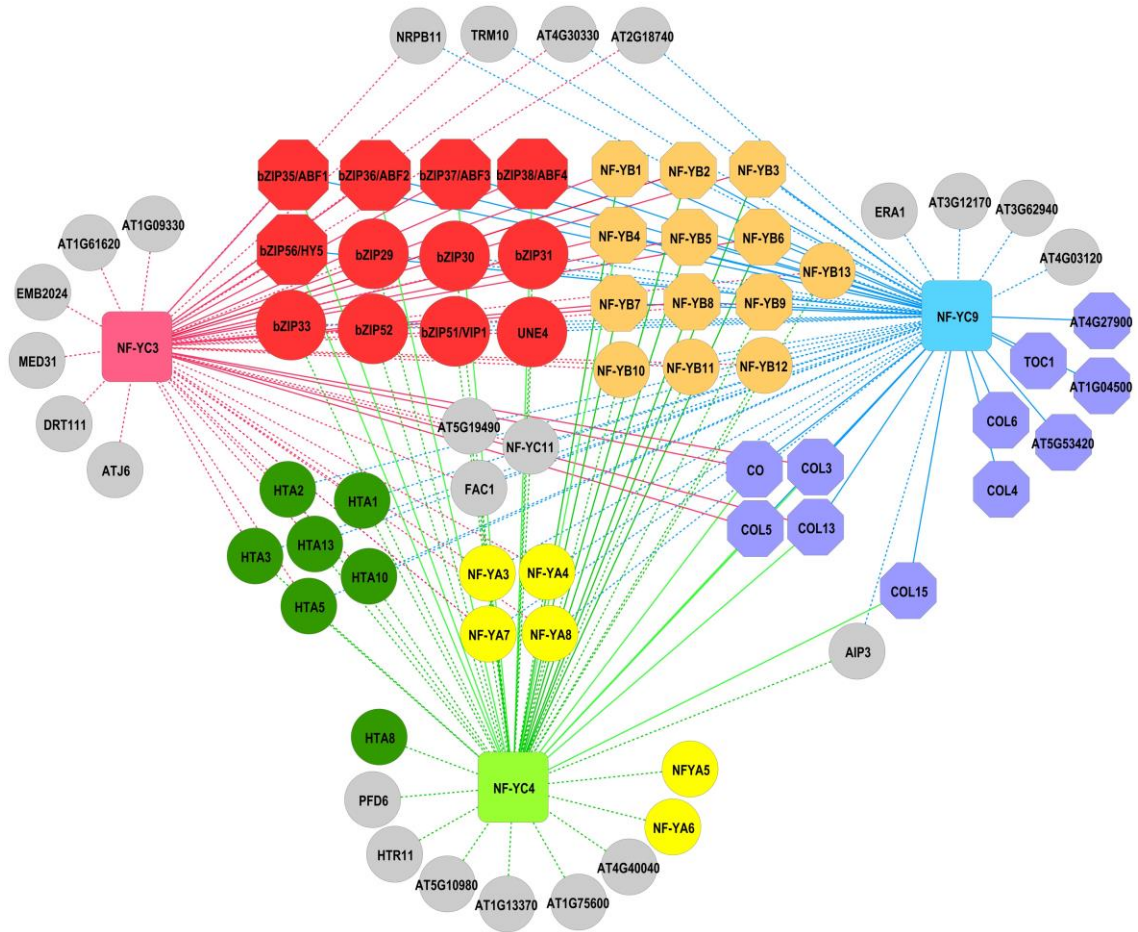 NRPB11
TRM10
AT4G30330
AT2G18740
bZIP35/ABF1
bZIP36/ABF2
bZIP37/ABF3
bZIP38/ABF4
NF-YB1
NF-YB2
NF-YB3
ERA1
AT3G12170
AT3G62940
AT1G09330
AT1G61620
bZIP56/HY5
bZIP29
bZIP30
bZIP31
NF-YB4
NF-YB5
NF-YB6
NF-YB13
AT4G03120
EMB2024
NF-YC3
bZIP33
bZIP52
bZIP51/VIP1
UNE4
NF-YB7
NF-YB8
NF-YB9
NF-YC9
AT4G27900
MED31
NF-YB10
NF-YB11
NF-YB12
TOC1
AT1G04500
DRT111
AT5G19490
NF-YC11
COL6
AT5G53420
ATJ6
CO
COL3
HTA2
HTA1
FAC1
COL4
COL5
COL13
HTA3
HTA13
HTA10
NF-YA3
NF-YA4
COL15
HTA5
NF-YA7
NF-YA8
AIP3
HTA8
NFYA5
NF-YC4
PFD6
NF-YA6
HTR11
AT4G40040
AT5G10980
AT1G13370
AT1G75600